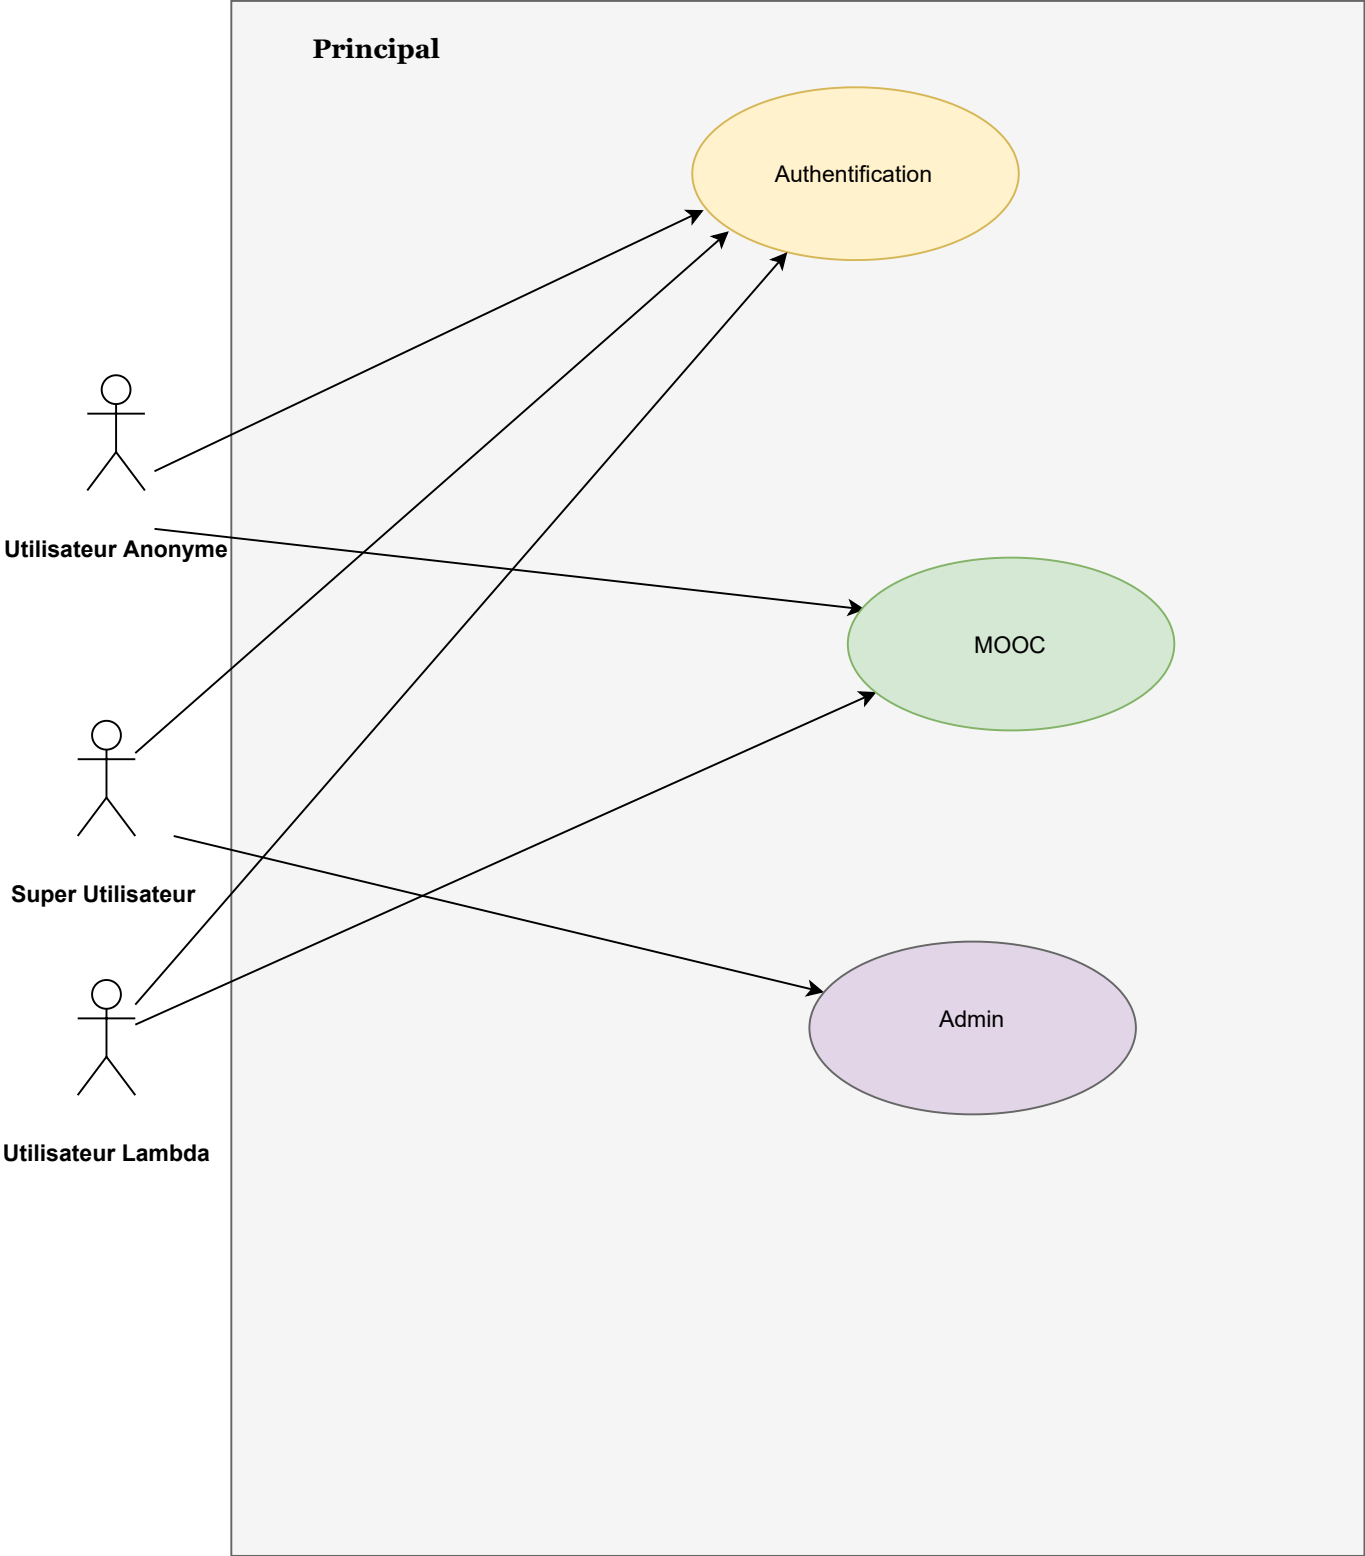 Principal
Authentification
Utilisateur Anonyme
MOOC
Super Utilisateur
Admin
Utilisateur Lambda